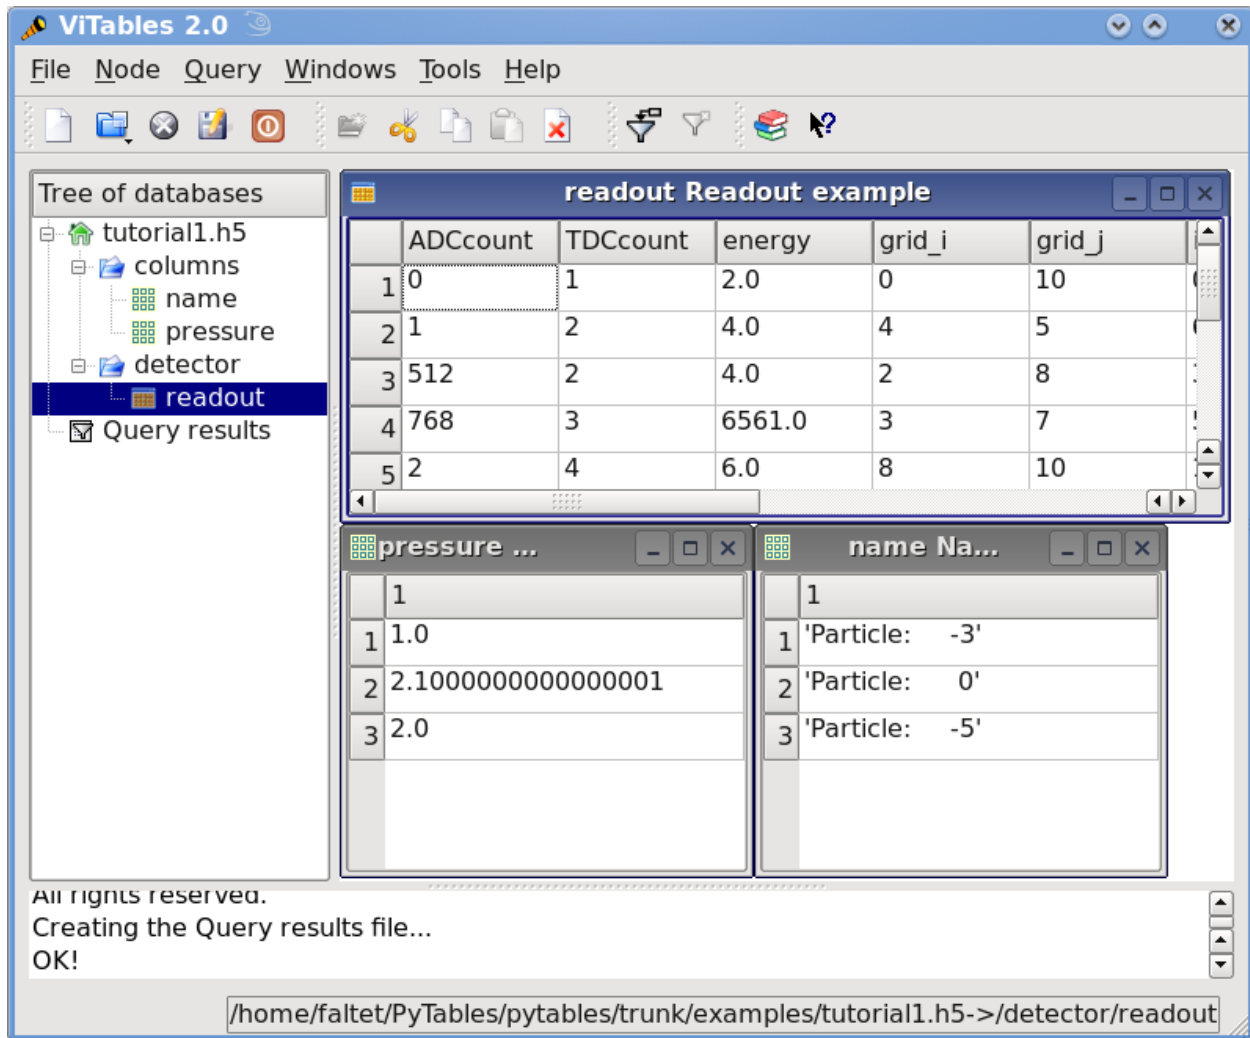 ViTables 2.0
File Node Query Windows Tools Help
Tree of databases
tutorial1.h5
columns
name
pressure
detector
readout
Query results
readout Readout example
ADCcount TDCcount energy grid_i grid_j
1 0 1 2.0 0 10
2 1 2 4.0 4 5
3 512 2 4.0 2 8
4 768 3 6561.0 3 7
5 2 4 6.0 8 10
pressure ...
1
1 1.0
2 2.1000000000000001
3 2.0
name Na...
1
1 'Particle:     -3'
2 'Particle:      0'
3 'Particle:     -5'
All rights reserved.
Creating the Query results file...
OK!
/home/faltet/PyTables/pytables/trunk/examples/tutorial1.h5->/detector/readout